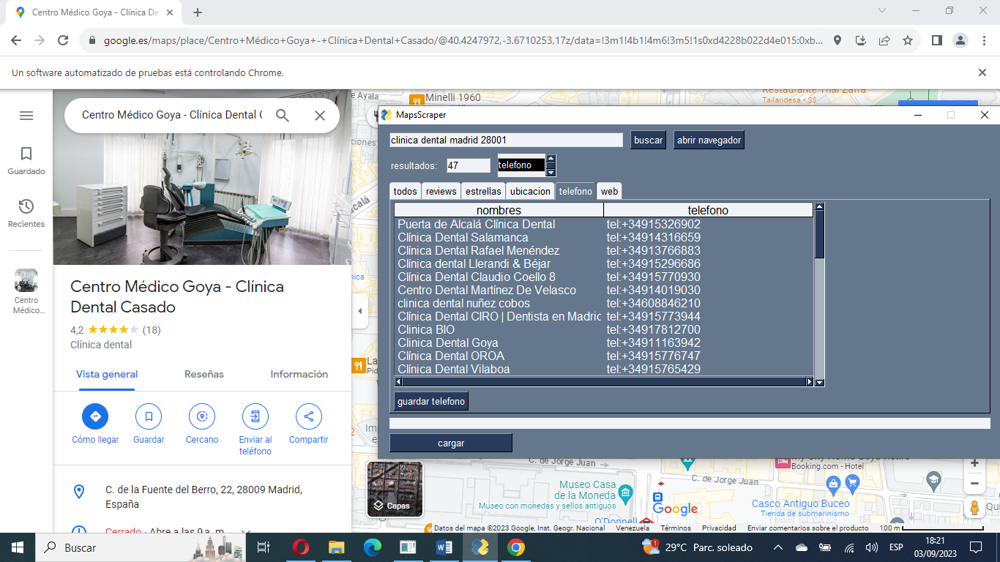 Centro Médico Goya - Clínica De
google.es/maps/place/Centro+Médico+Goya+-+Clínica+Dental+Casado/@40.4247972,-3.6710253,17z/data=!3m1!4b1!4m6!3m5!1s0xd4228b022d4e015:0xb...
Un software automatizado de pruebas está controlando Chrome.
Guardado
Recientes
Centro
Médico...
Centro Médico Goya - Clínica Dental C
Centro Médico Goya - Clínica
Dental Casado
4,2 (18)
Clínica dental
Vista general
Reseñas
Información
Cómo llegar
Guardar
Cercano
Enviar al
teléfono
Compartir
C. de la Fuente del Berro, 22, 28009 Madrid,
España
Cerrado · Abre a las 9 a. m.
de Ayala
Minelli 1960
Restaurante Thai Zafra
Tailandesa · $$
MapsScraper
clinica dental madrid 28001
buscar
abrir navegador
resultados:
47
telefono
todos
reviews
estrellas
ubicacion
telefono
web
nombres telefono
Puerta de Alcalá Clínica Dental tel:+34915326902
Clínica Dental Salamanca tel:+34914316659
Clínica Dental Rafael Menéndez tel:+34913766883
Clínica dental Llerandi & Béjar tel:+34915296686
Clínica Dental Claudio Coello 8 tel:+34915770930
Centro Dental Martínez De Velasco tel:+34914019030
clinica dental nuñez cobos tel:+34608846210
Clínica Dental CIRO | Dentista en Madric tel:+34915773944
Clinica BIO tel:+34917812700
Clinica Dental Goya tel:+34911163942
Clínica Dental OROA tel:+34915776747
Clínica Dental Vilaboa tel:+34915765429
guardar telefono
cargar
Capas
C. de Jorge Juan
C. de Jorge Juan
Booking.com - Hotel
Museo Casa
de la Moneda
Museo con monedas y sellos antiguos
O'Donnell
Google
Casco Antiguo Buceo
Tienda de submarinismo
Datos del mapa ©2023 Google, Inst. Geogr. Nacional
Venezuela
Términos
Privacidad
Enviar comentarios sobre el producto
100 m
Buscar
1
29°C Parc. soleado
ESP
18:21
03/09/2023